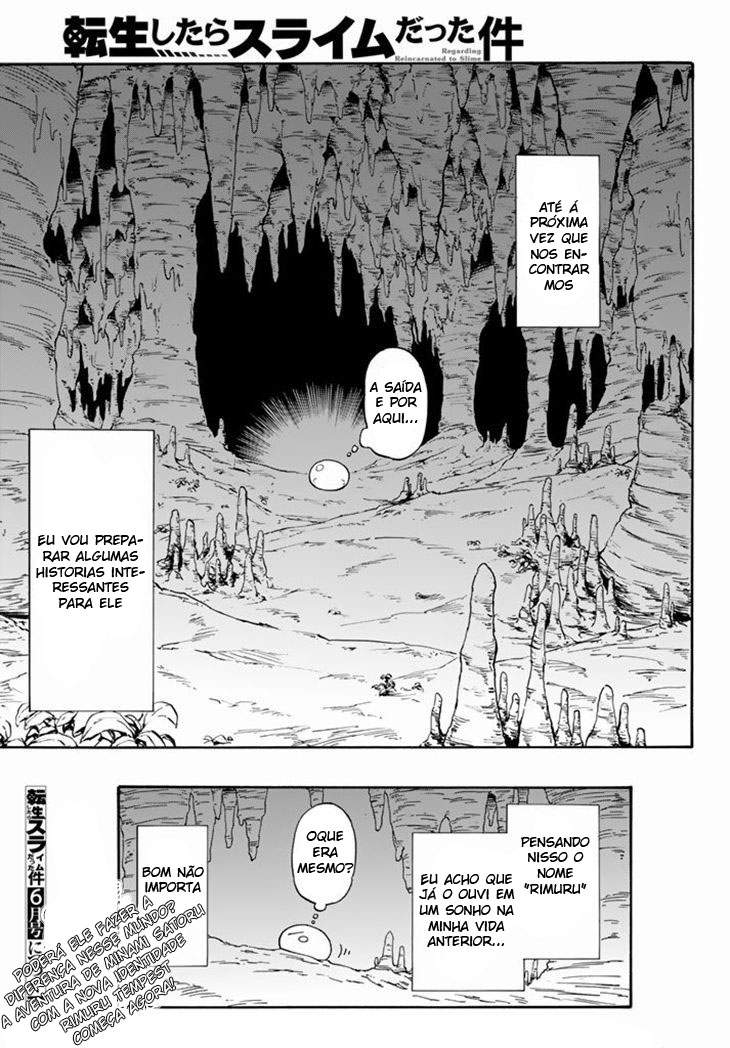 転生したらスライムだった件
Regarding
Reincarnated to Slime
ATÉ Á
PRÓXIMA
VEZ QUE
NOS EN-
CONTRAR
MOS
A SAÍDA
E POR
AQUI...
EU VOU PREPA-
RAR ALGUMAS
HISTORIAS INTE-
RESSANTES
PARA ELE
PENSANDO
NISSO O
NOME
"RIMURU"
EU ACHO QUE
JÁ O OUVI EM
UM SONHO NA
MINHA VIDA
ANTERIOR...
OQUE
ERA
MESMO?
BOM NÃO
IMPORTA
転生スライムだった件 6月号に
PODERÁ ELE FAZER A
DIFERENÇA NESSE MUNDO?
A AVENTURA DE MINAMI SATORU
COM A NOVA IDENTIDADE
RIMURU TEMPEST
COMEÇA AGORA!